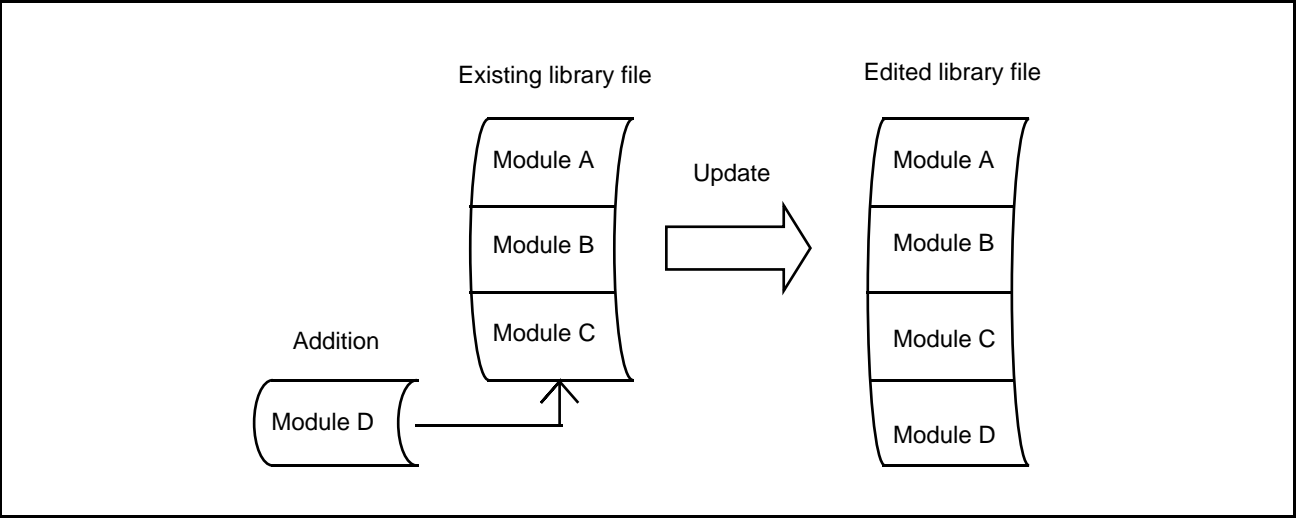 Existing library file
Edited library file
Module A
Module B
Module C
Addition
Module D
Update
Module A
Module B
Module C
Module D